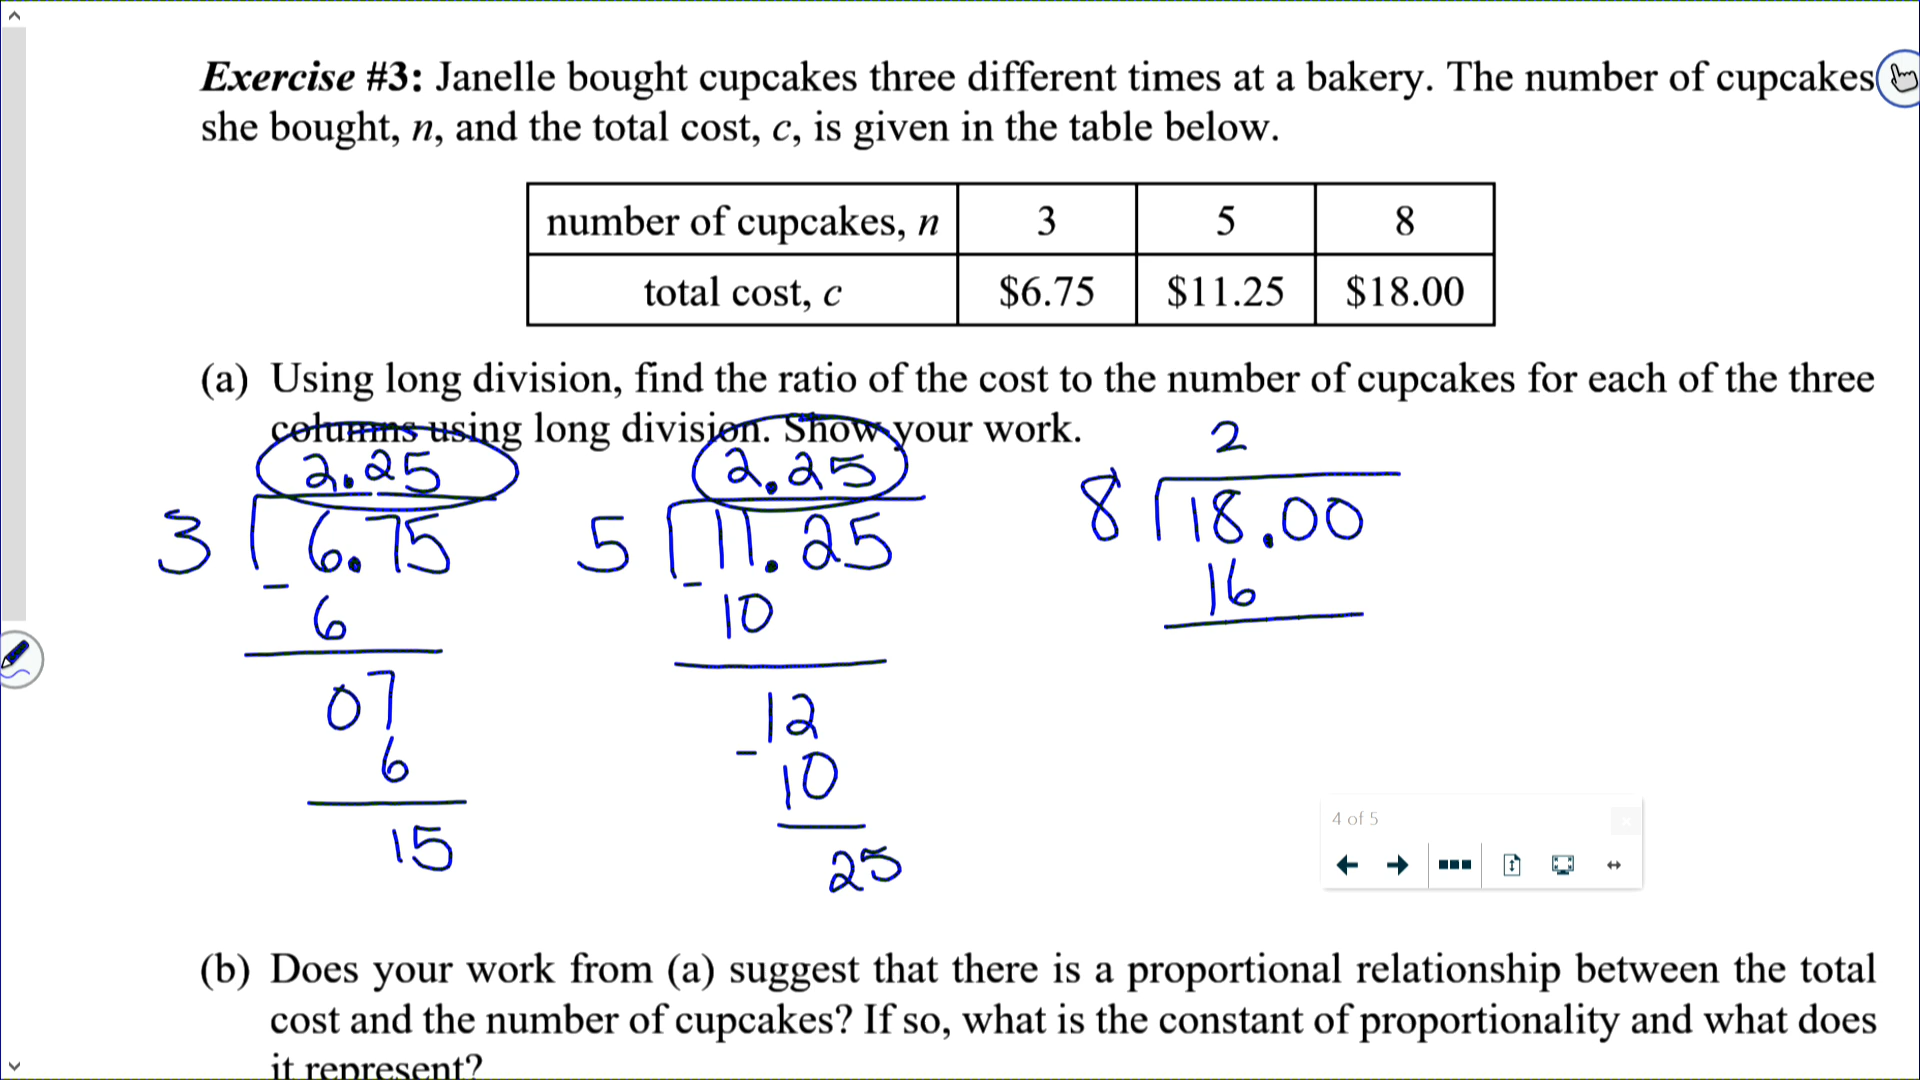 Exercise #3: Janelle bought cupcakes three different times at a bakery. The number of cupcakes
she bought, n, and the total cost, c, is given in the table below.
number of cupcakes, n 3 5 8
total cost, c $6.75 $11.25 $18.00
(a) Using long division, find the ratio of the cost to the number of cupcakes for each of the three
columns using long division. Show your work.
2.25
3 6.75
- 6
07
6
15
2.25
5 11.25
- 10
12
- 10
25
2
8 18.00
16
4 of 5
(b) Does your work from (a) suggest that there is a proportional relationship between the total
cost and the number of cupcakes? If so, what is the constant of proportionality and what does
it represent?